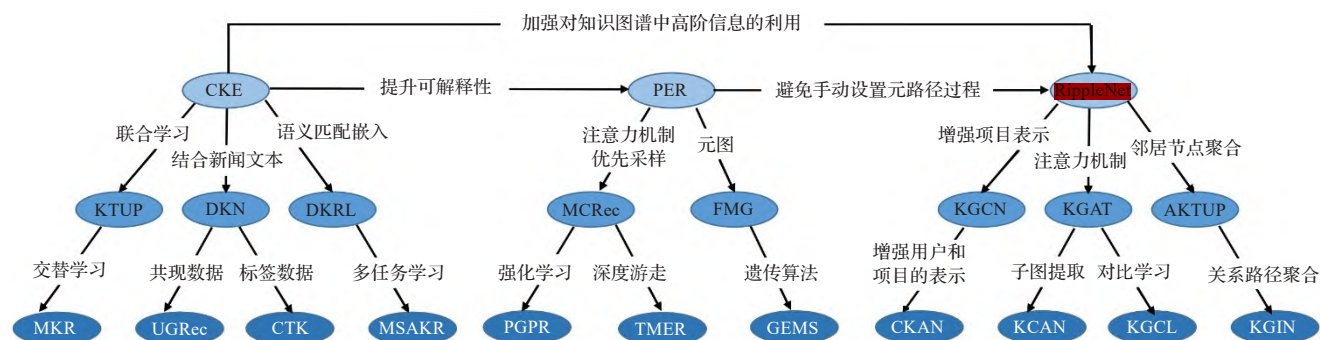 加强对知识图谱中高阶信息的利用
CKE
提升可解释性
PER
避免手动设置元路径过程
RippleNet
联合学习
结合新闻文本
语义匹配嵌入
注意力机制
优先采样
元图
增强项目表示
注意力机制
邻居节点聚合
KTUP
DKN
DKRL
MCRec
FMG
KGCN
KGAT
AKTUP
交替学习
共现数据
标签数据
多任务学习
强化学习
深度游走
遗传算法
增强用户和
项目的表示
子图提取
对比学习
关系路径聚合
MKR
UGRec
CTK
MSAKR
PGPR
TMER
GEMS
CKAN
KCAN
KGCL
KGIN